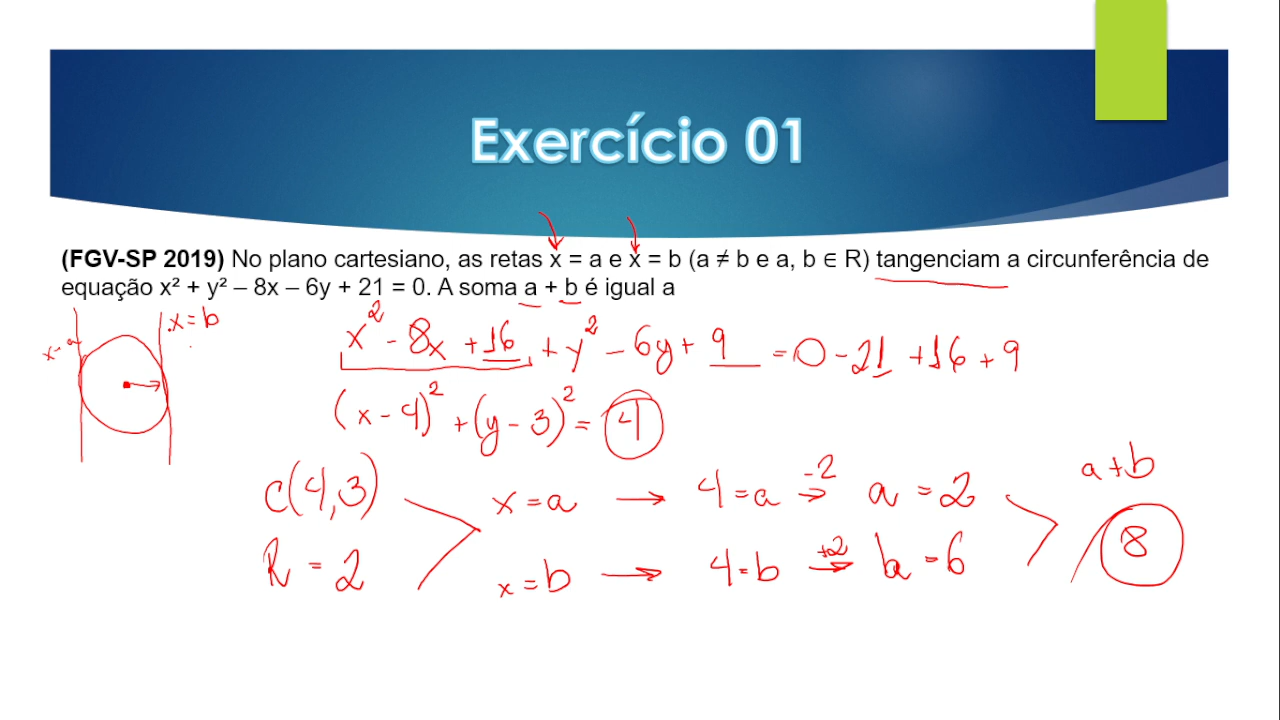 Exercício 01
(FGV-SP 2019) No plano cartesiano, as retas x = a e x = b (a ≠ b e a, b ∈ R) tangenciam a circunferência de
equação x² + y² – 8x – 6y + 21 = 0. A soma a + b é igual a
x = a
x = b
x² - 8x + 16 + y² - 6y + 9 = 0 - 21 + 16 + 9
(x - 4)² + (y - 3)² = 4
C(4,3)
R = 2
x = a → 4 = a -2 → a = 2
x = b → 4 = b +2 → b = 6
a + b
8